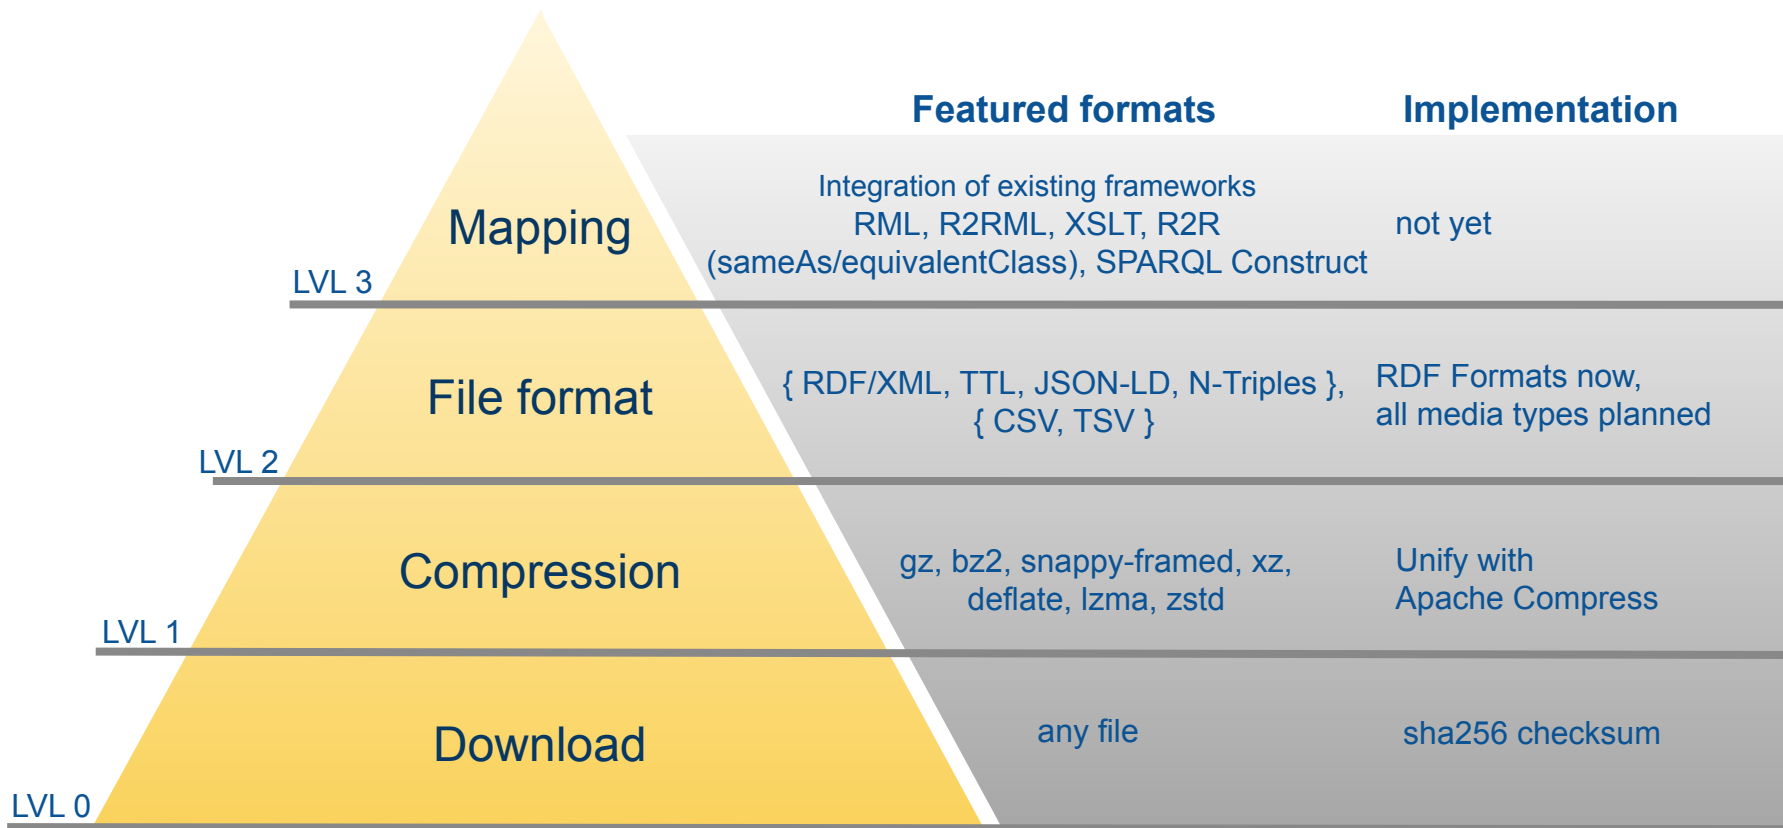 Featured formats
Implementation
Mapping
Integration of existing frameworks
RML, R2RML, XSLT, R2R
(sameAs/equivalentClass), SPARQL Construct
not yet
LVL 3
File format
{ RDF/XML, TTL, JSON-LD, N-Triples },
{ CSV, TSV }
RDF Formats now,
all media types planned
LVL 2
Compression
gz, bz2, snappy-framed, xz,
deflate, lzma, zstd
Unify with
Apache Compress
LVL 1
Download
any file
sha256 checksum
LVL 0